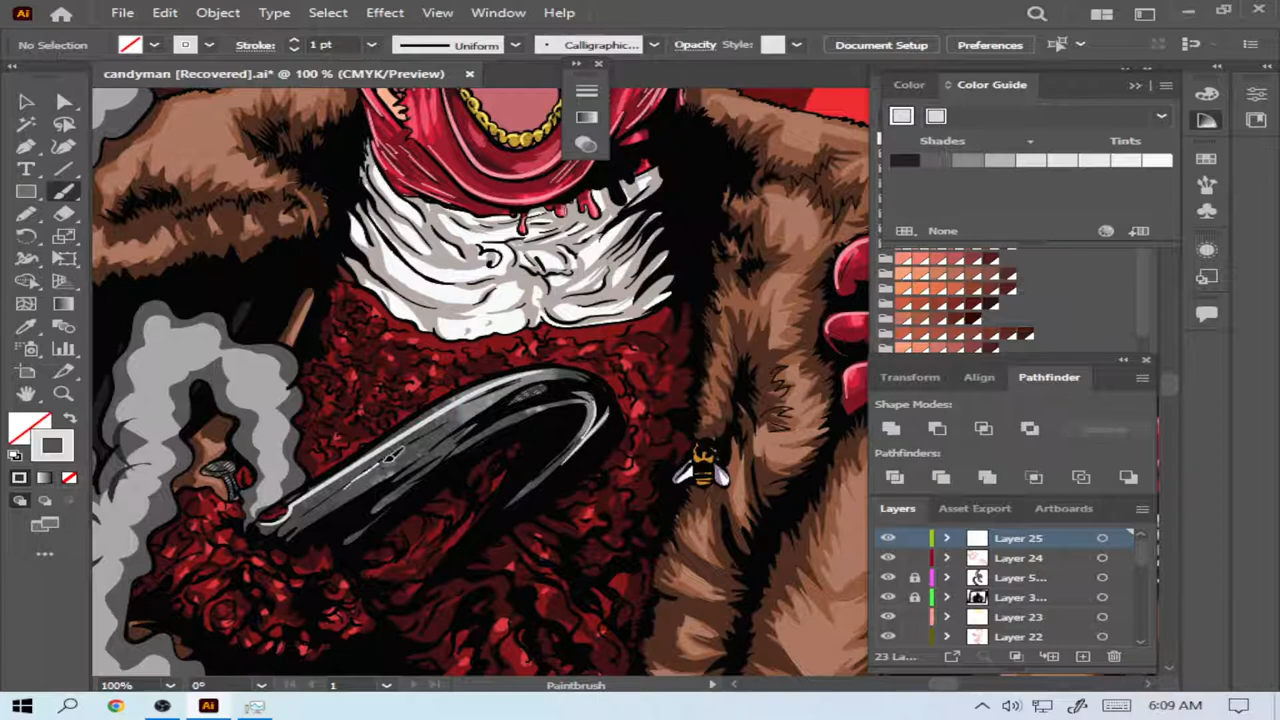 Ai File Edit Object Type Select Effect View Window Help
No Selection Stroke: 1 pt Uniform Calligraphic... Opacity Style: Document Setup Preferences
candyman [Recovered].ai* @ 100 % (CMYK/Preview)
Color Color Guide
Shades Tints
None
Transform Align Pathfinder
Shape Modes:
Pathfinders:
Layers Asset Export Artboards
Layer 25
Layer 24
Layer 5...
Layer 3...
Layer 23
Layer 22
23 La...
100% 0° 1 Paintbrush
Ai 6:09 AM